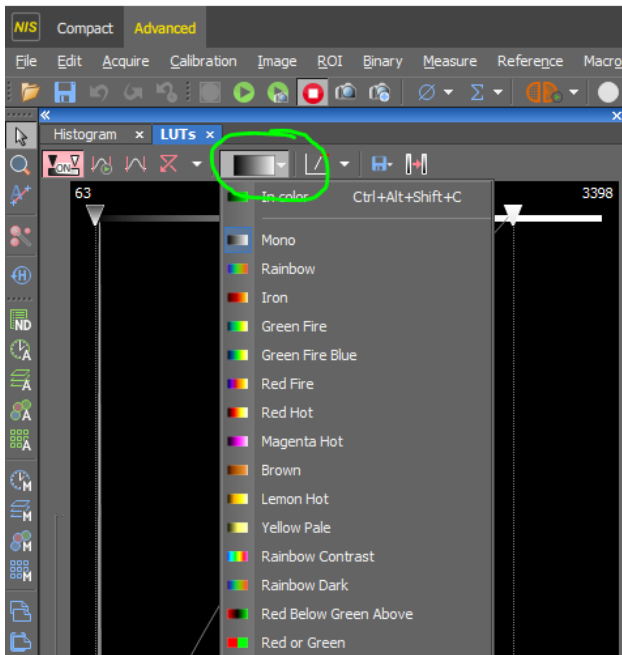 NIS Compact Advanced
File Edit Acquire Calibration Image ROI Binary Measure Reference Macro
Histogram LUTs
ON
63 3398
In color Ctrl+Alt+Shift+C
Mono
Rainbow
Iron
ND
Green Fire
A
Green Fire Blue
A
Red Fire
A
Red Hot
A
Magenta Hot
Brown
M
Lemon Hot
M
Yellow Pale
M
Rainbow Contrast
M
Rainbow Dark
Red Below Green Above
Red or Green